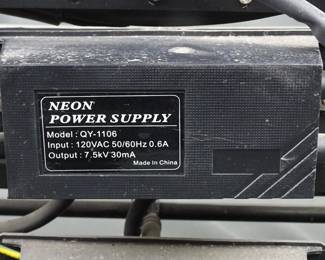 NEON
POWER SUPPLY
Model : QY-1106
Input : 120VAC 50/60Hz 0.6A
Output : 7.5kV 30mA
Made in China